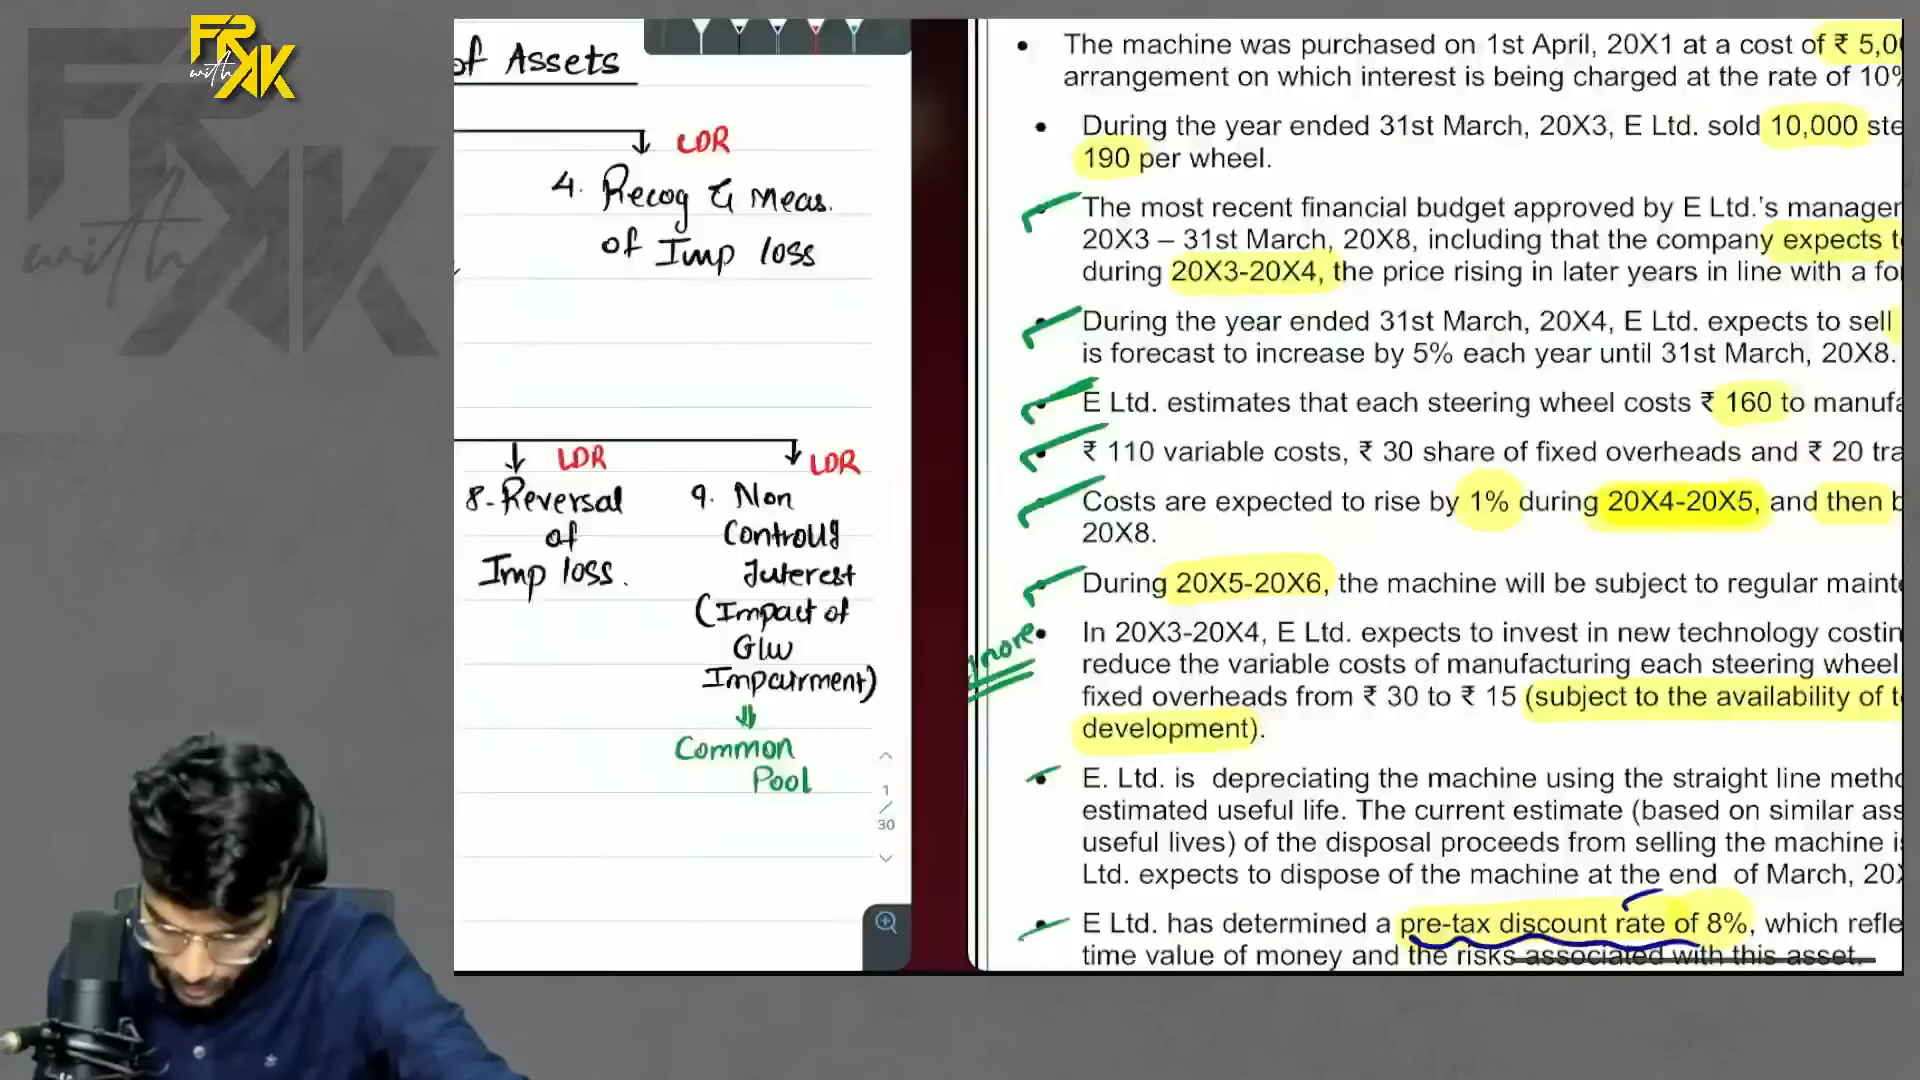 FR
with
AK
FR
with
AK
of Assets
LDR
4. Recog & Meas.
of Imp loss
LDR
8-Reversal
of
Imp loss.
LDR
9. Non
Controllg
Interest
(Impact of
G/w
Impairment)
Common
Pool
1
/
30
• The machine was purchased on 1st April, 20X1 at a cost of ₹ 5,0
arrangement on which interest is being charged at the rate of 10%
• During the year ended 31st March, 20X3, E Ltd. sold 10,000 ste
190 per wheel.
The most recent financial budget approved by E Ltd.'s manager
20X3 – 31st March, 20X8, including that the company expects t
during 20X3-20X4, the price rising in later years in line with a fo
During the year ended 31st March, 20X4, E Ltd. expects to sell
is forecast to increase by 5% each year until 31st March, 20X8.
E Ltd. estimates that each steering wheel costs ₹ 160 to manufa
₹ 110 variable costs, ₹ 30 share of fixed overheads and ₹ 20 tra
Costs are expected to rise by 1% during 20X4-20X5, and then b
20X8.
During 20X5-20X6, the machine will be subject to regular mainte
Ignore
• In 20X3-20X4, E Ltd. expects to invest in new technology costin
reduce the variable costs of manufacturing each steering wheel
fixed overheads from ₹ 30 to ₹ 15 (subject to the availability of t
development).
E. Ltd. is depreciating the machine using the straight line metho
estimated useful life. The current estimate (based on similar ass
useful lives) of the disposal proceeds from selling the machine i
Ltd. expects to dispose of the machine at the end of March, 20X
E Ltd. has determined a pre-tax discount rate of 8%, which refle
time value of money and the risks associated with this asset.